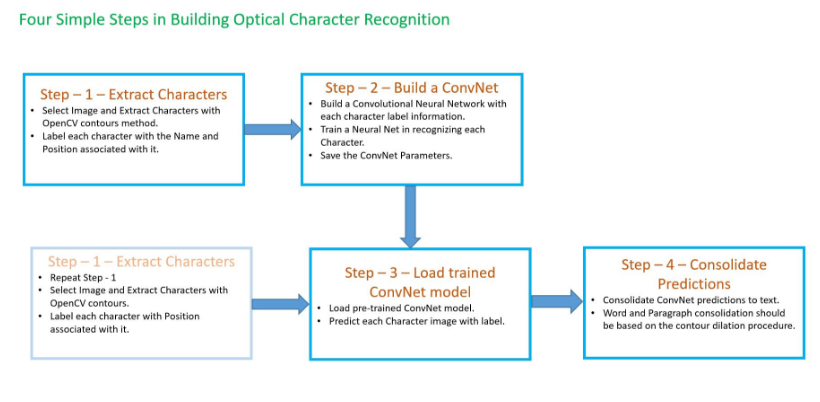 Four Simple Steps in Building Optical Character Recognition
Step – 1 – Extract Characters
• Select Image and Extract Characters with
OpenCV contours method.
• Label each character with the Name and
Position associated with it.
Step – 2 – Build a ConvNet
• Build a Convolutional Neural Network with
each character label information.
• Train a Neural Net in recognizing each
Character.
• Save the ConvNet Parameters.
Step – 1 – Extract Characters
• Repeat Step - 1
• Select Image and Extract Characters with
OpenCV contours.
• Label each character with Position
associated with it.
Step – 3 – Load trained
ConvNet model
• Load pre-trained ConvNet model.
• Predict each Character image with label.
Step – 4 – Consolidate
Predictions
• Consolidate ConvNet predictions to text.
• Word and Paragraph consolidation should
be based on the contour dilation procedure.